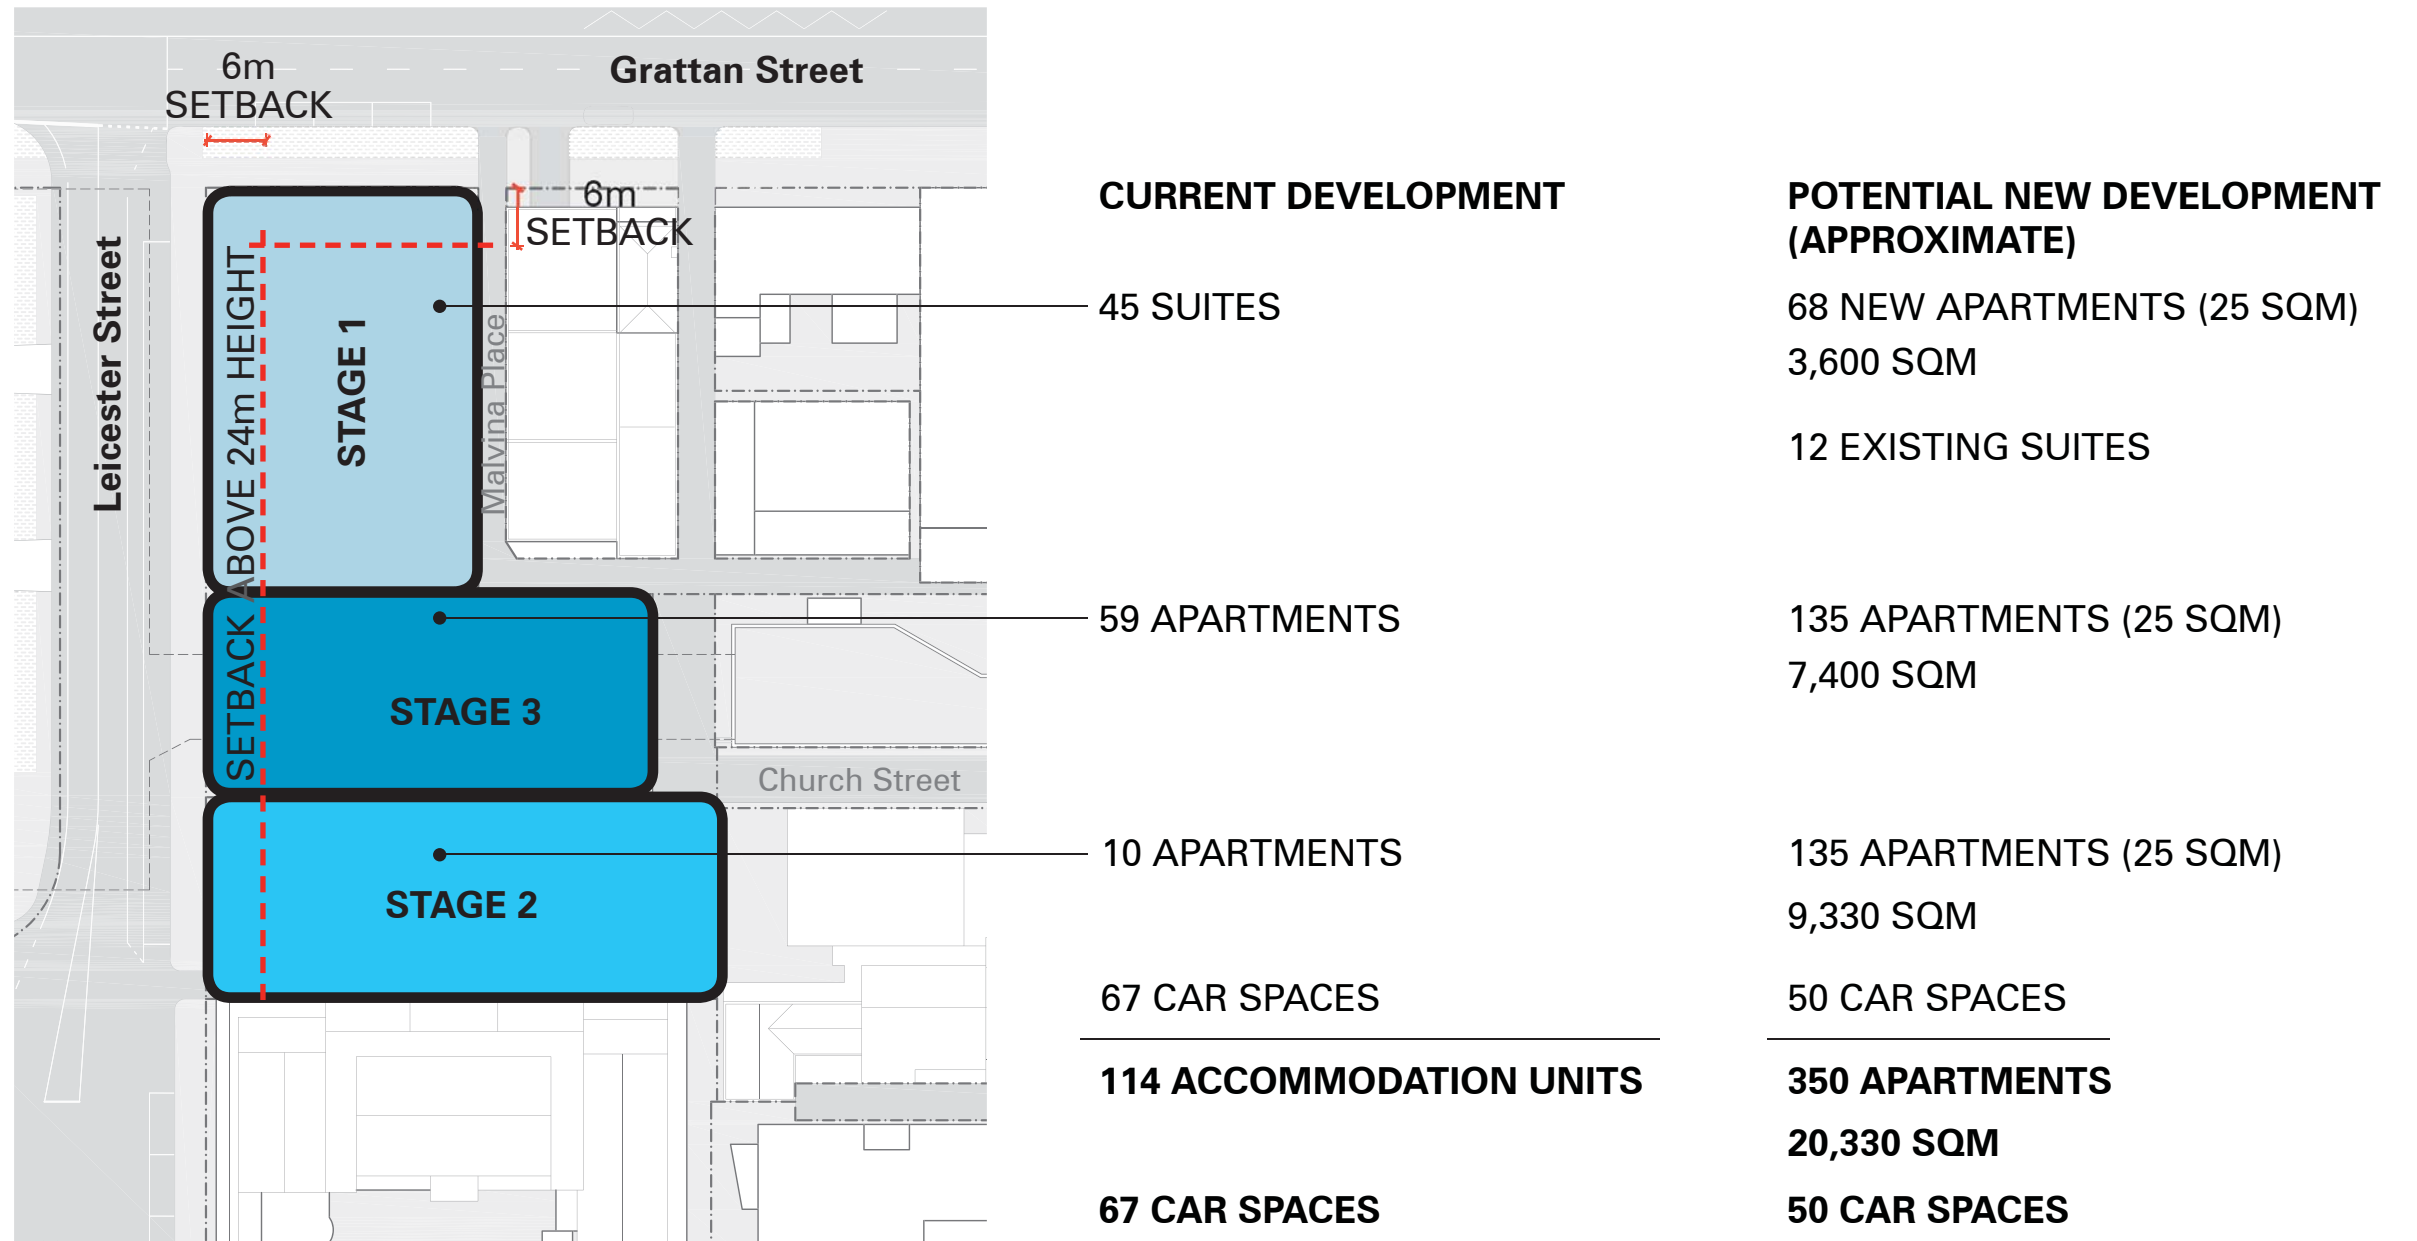 Grattan Street
6m
SETBACK
6m
SETBACK
Leicester Street
SETBACK ABOVE 24m HEIGHT
STAGE 1
Malvina Place
STAGE 3
Church Street
STAGE 2
CURRENT DEVELOPMENT
45 SUITES
59 APARTMENTS
10 APARTMENTS
67 CAR SPACES
114 ACCOMMODATION UNITS
67 CAR SPACES
POTENTIAL NEW DEVELOPMENT
(APPROXIMATE)
68 NEW APARTMENTS (25 SQM)
3,600 SQM
12 EXISTING SUITES
135 APARTMENTS (25 SQM)
7,400 SQM
135 APARTMENTS (25 SQM)
9,330 SQM
50 CAR SPACES
350 APARTMENTS
20,330 SQM
50 CAR SPACES